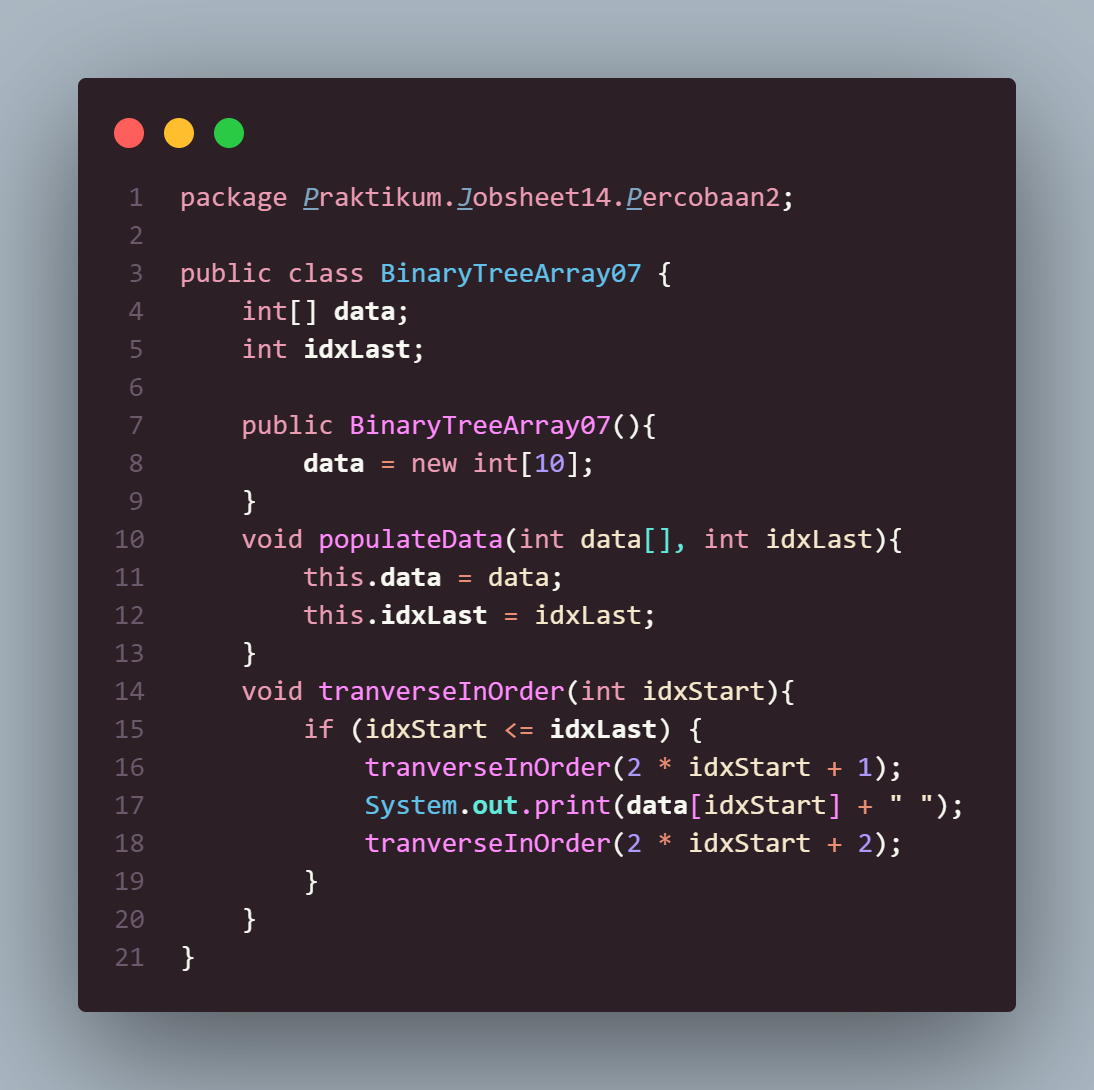 1 package Praktikum.Jobsheet14.Percobaan2;
2
3 public class BinaryTreeArray07 {
4     int[] data;
5     int idxLast;
6
7     public BinaryTreeArray07(){
8         data = new int[10];
9     }
10     void populateData(int data[], int idxLast){
11         this.data = data;
12         this.idxLast = idxLast;
13     }
14     void tranverseInOrder(int idxStart){
15         if (idxStart <= idxLast) {
16             tranverseInOrder(2 * idxStart + 1);
17             System.out.print(data[idxStart] + " ");
18             tranverseInOrder(2 * idxStart + 2);
19         }
20     }
21 }